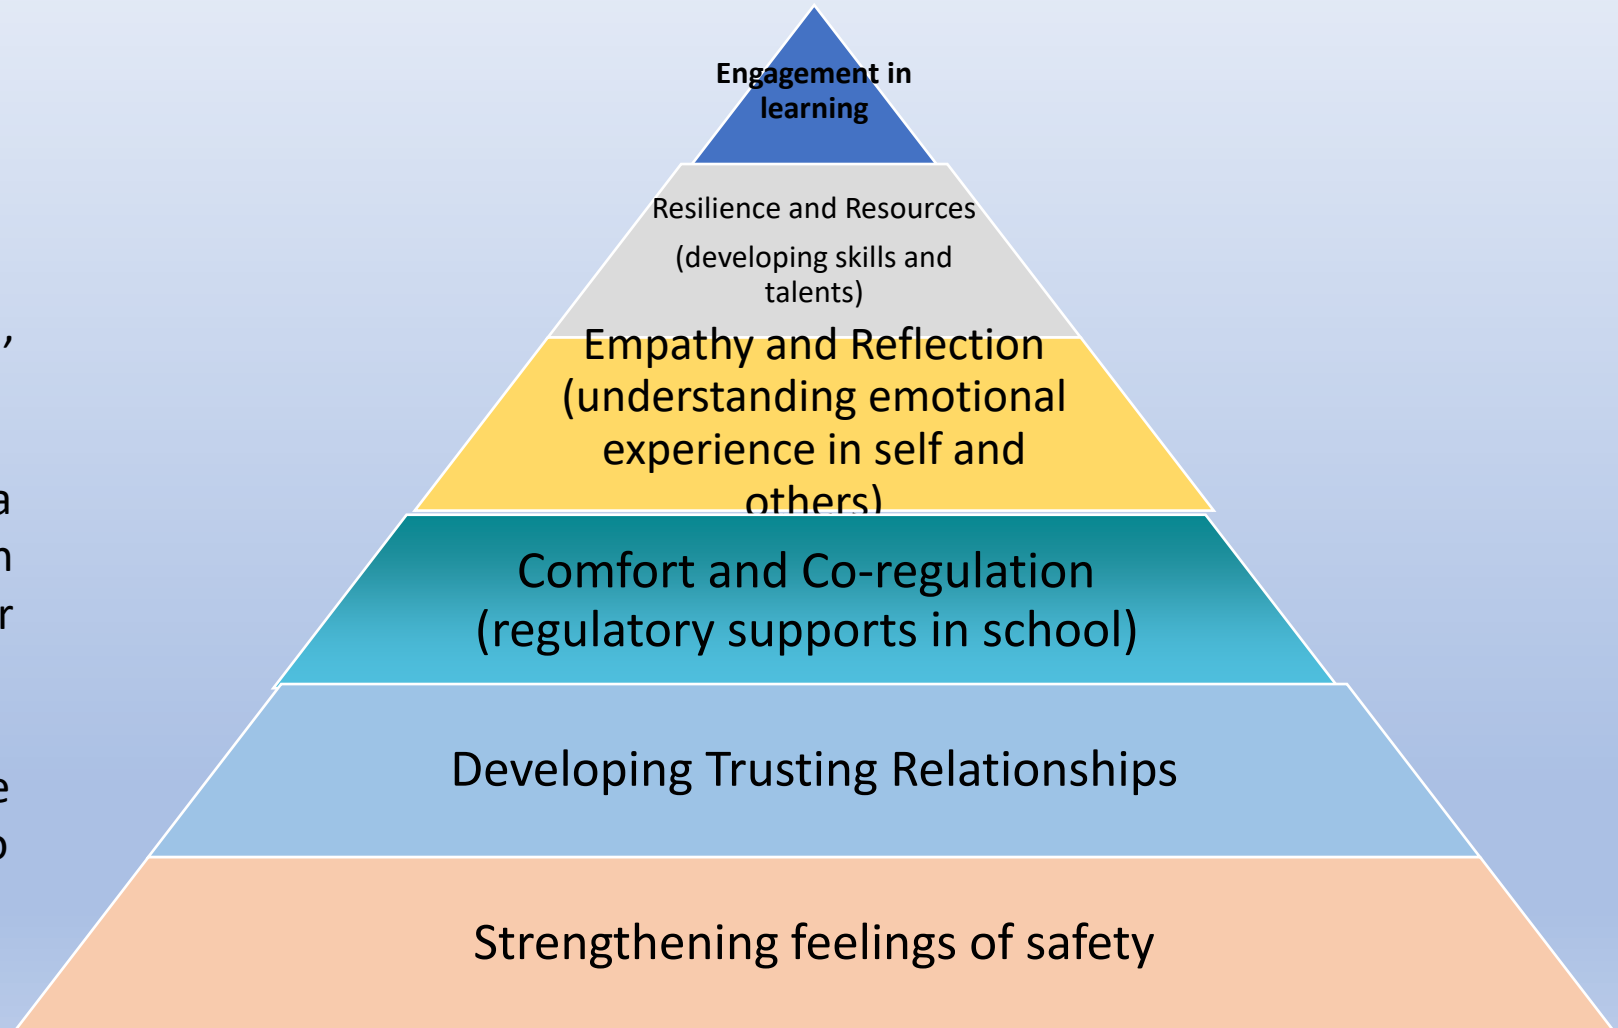 Engagement in
learning
Resilience and Resources
(developing skills and
talents)
Empathy and Reflection
(understanding emotional
experience in self and
others)
Comfort and Co-regulation
(regulatory supports in school)
Developing Trusting Relationships
Strengthening feelings of safety